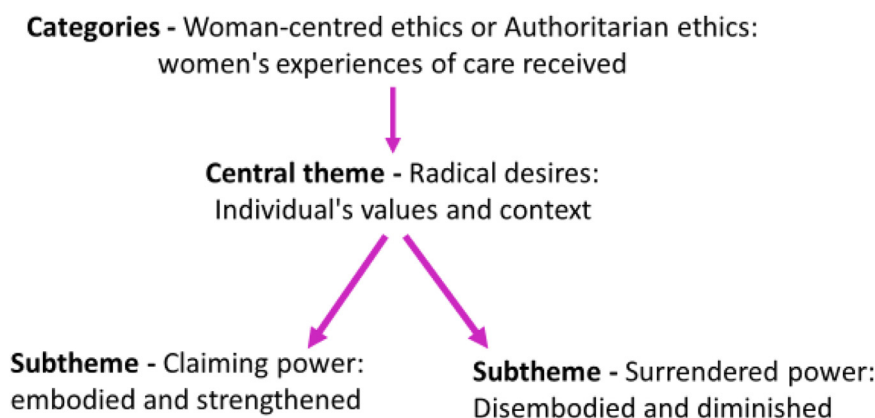 Categories - Woman-centred ethics or Authoritarian ethics:
women's experiences of care received
Central theme - Radical desires:
Individual's values and context
Subtheme - Claiming power:
embodied and strengthened
Subtheme - Surrendered power:
Disembodied and diminished